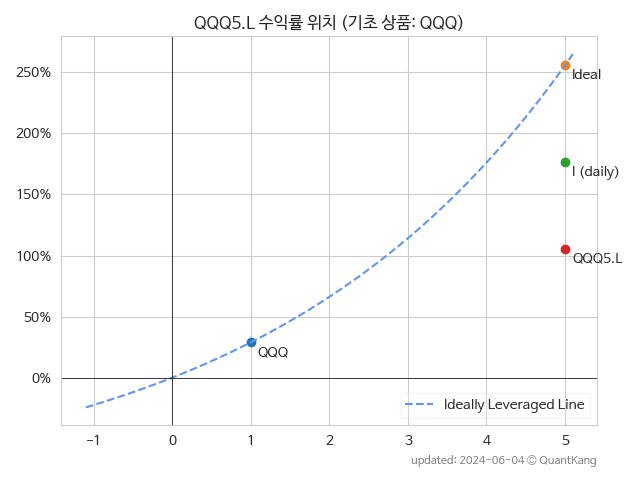 QQQ5.L 수익률 위치 (기초 상품: QQQ)
250%
200%
150%
100%
50%
0%
Ideal
I (daily)
QQQ5.L
QQQ
Ideally Leveraged Line
−1
0
1
2
3
4
5
updated: 2024-06-04 © QuantKang